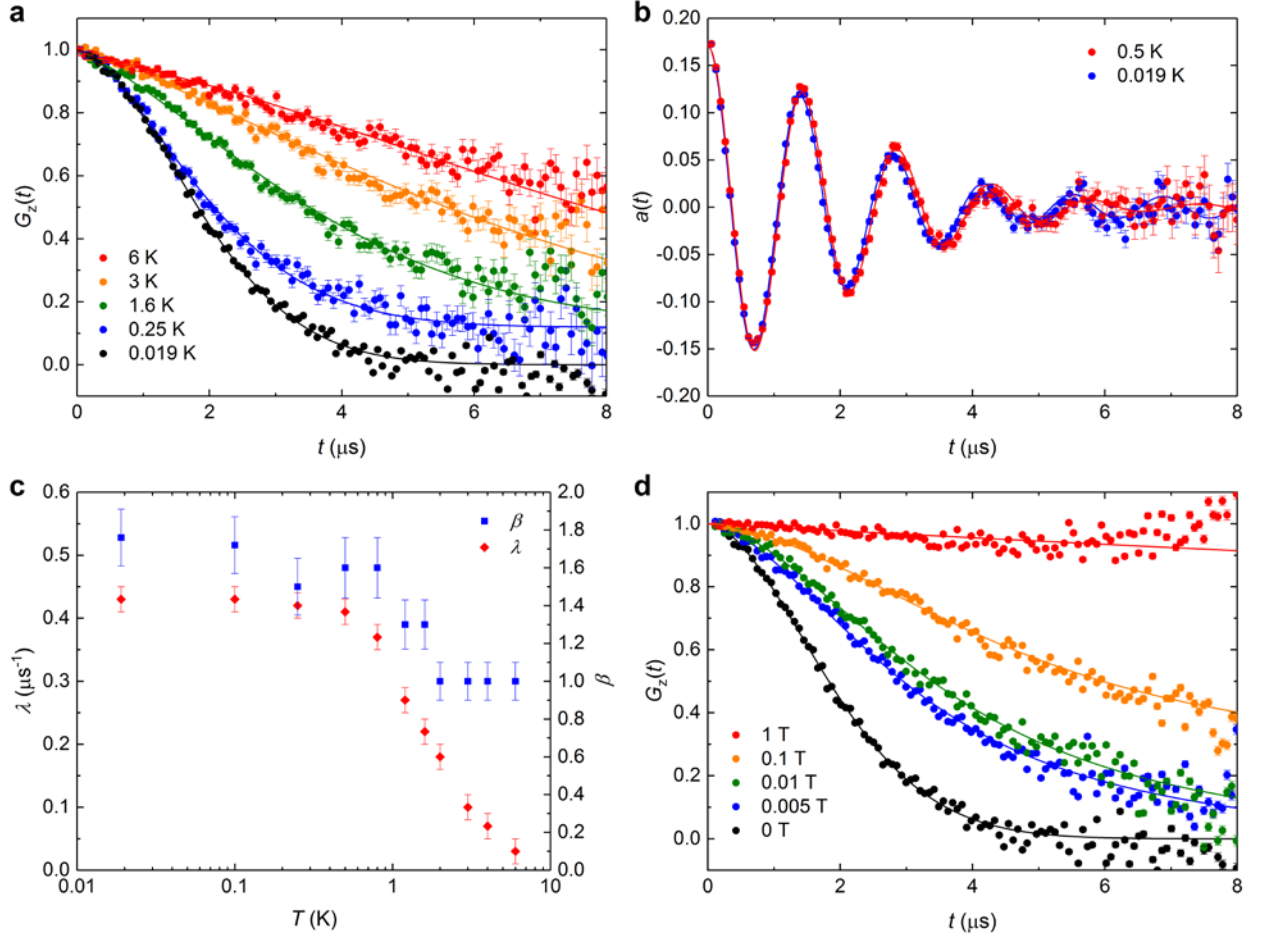 a
1.0
0.8
0.6
0.4
0.2
0.0
G_z(t)
6 K
3 K
1.6 K
0.25 K
0.019 K
0 2 4 6 8
t (μs)
b
0.20
0.15
0.10
0.05
0.00
-0.05
-0.10
-0.15
-0.20
a(t)
0.5 K
0.019 K
0 2 4 6 8
t (μs)
c
0.6
0.5
0.4
0.3
0.2
0.1
0.0
λ (μs⁻¹)
β
λ
2.0
1.8
1.6
1.4
1.2
1.0
0.8
0.6
0.4
0.2
0
β
0.01 0.1 1 10
T (K)
d
1.0
0.8
0.6
0.4
0.2
0.0
G_z(t)
1 T
0.1 T
0.01 T
0.005 T
0 T
0 2 4 6 8
t (μs)